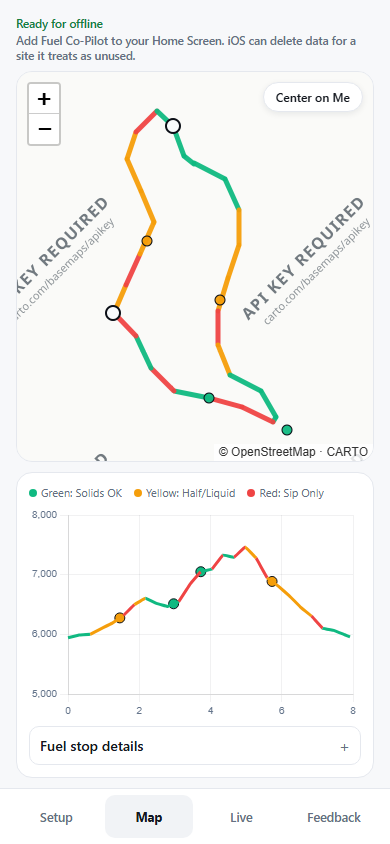 Ready for offline
Add Fuel Co-Pilot to your Home Screen. iOS can delete data for a
site it treats as unused.
+
−
Center on Me
KEY REQUIRED
carto.com/basemaps/apikey
API KEY REQUIRED
carto.com/basemaps/apikey
© OpenStreetMap · CARTO
Green: Solids OK
Yellow: Half/Liquid
Red: Sip Only
8,000
7,000
6,000
5,000
0 2 4 6 8
Fuel stop details +
Setup Map Live Feedback